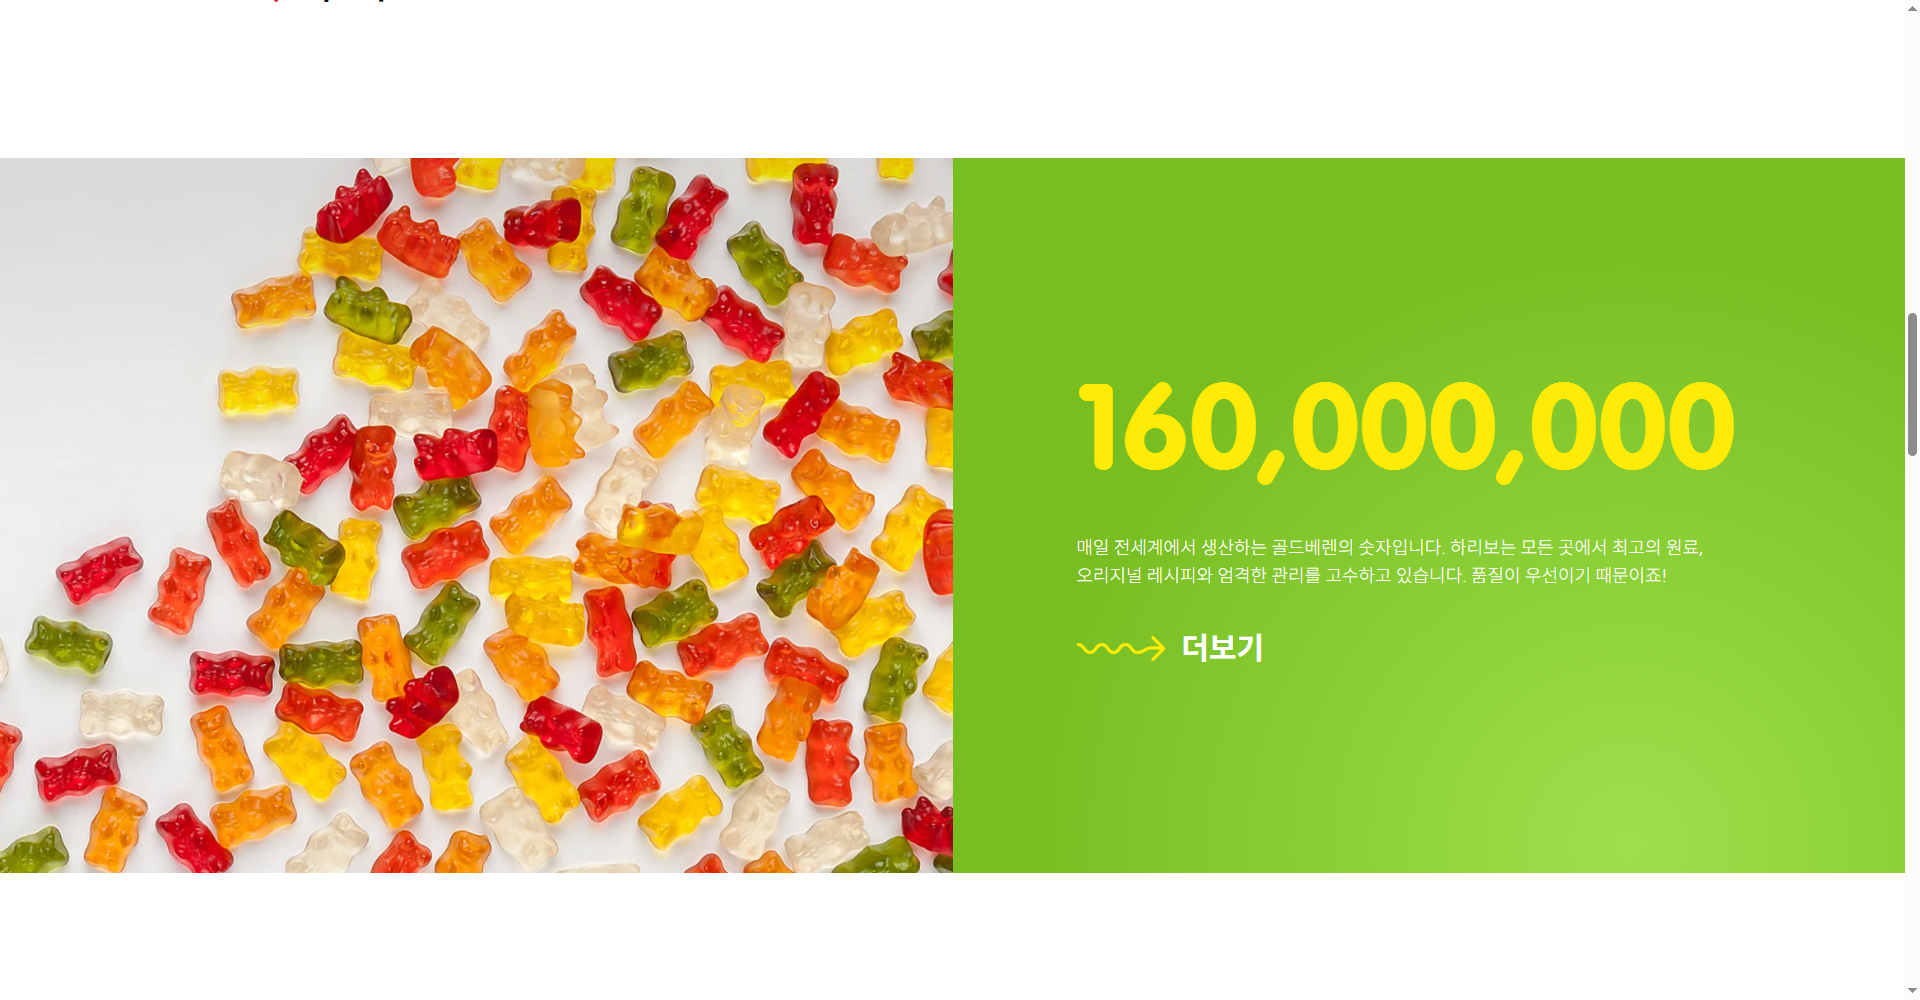 160,000,000
매일 전세계에서 생산하는 골드베렌의 숫자입니다. 하리보는 모든 곳에서 최고의 원료,
오리지널 레시피와 엄격한 관리를 고수하고 있습니다. 품질이 우선이기 때문이죠!
더보기